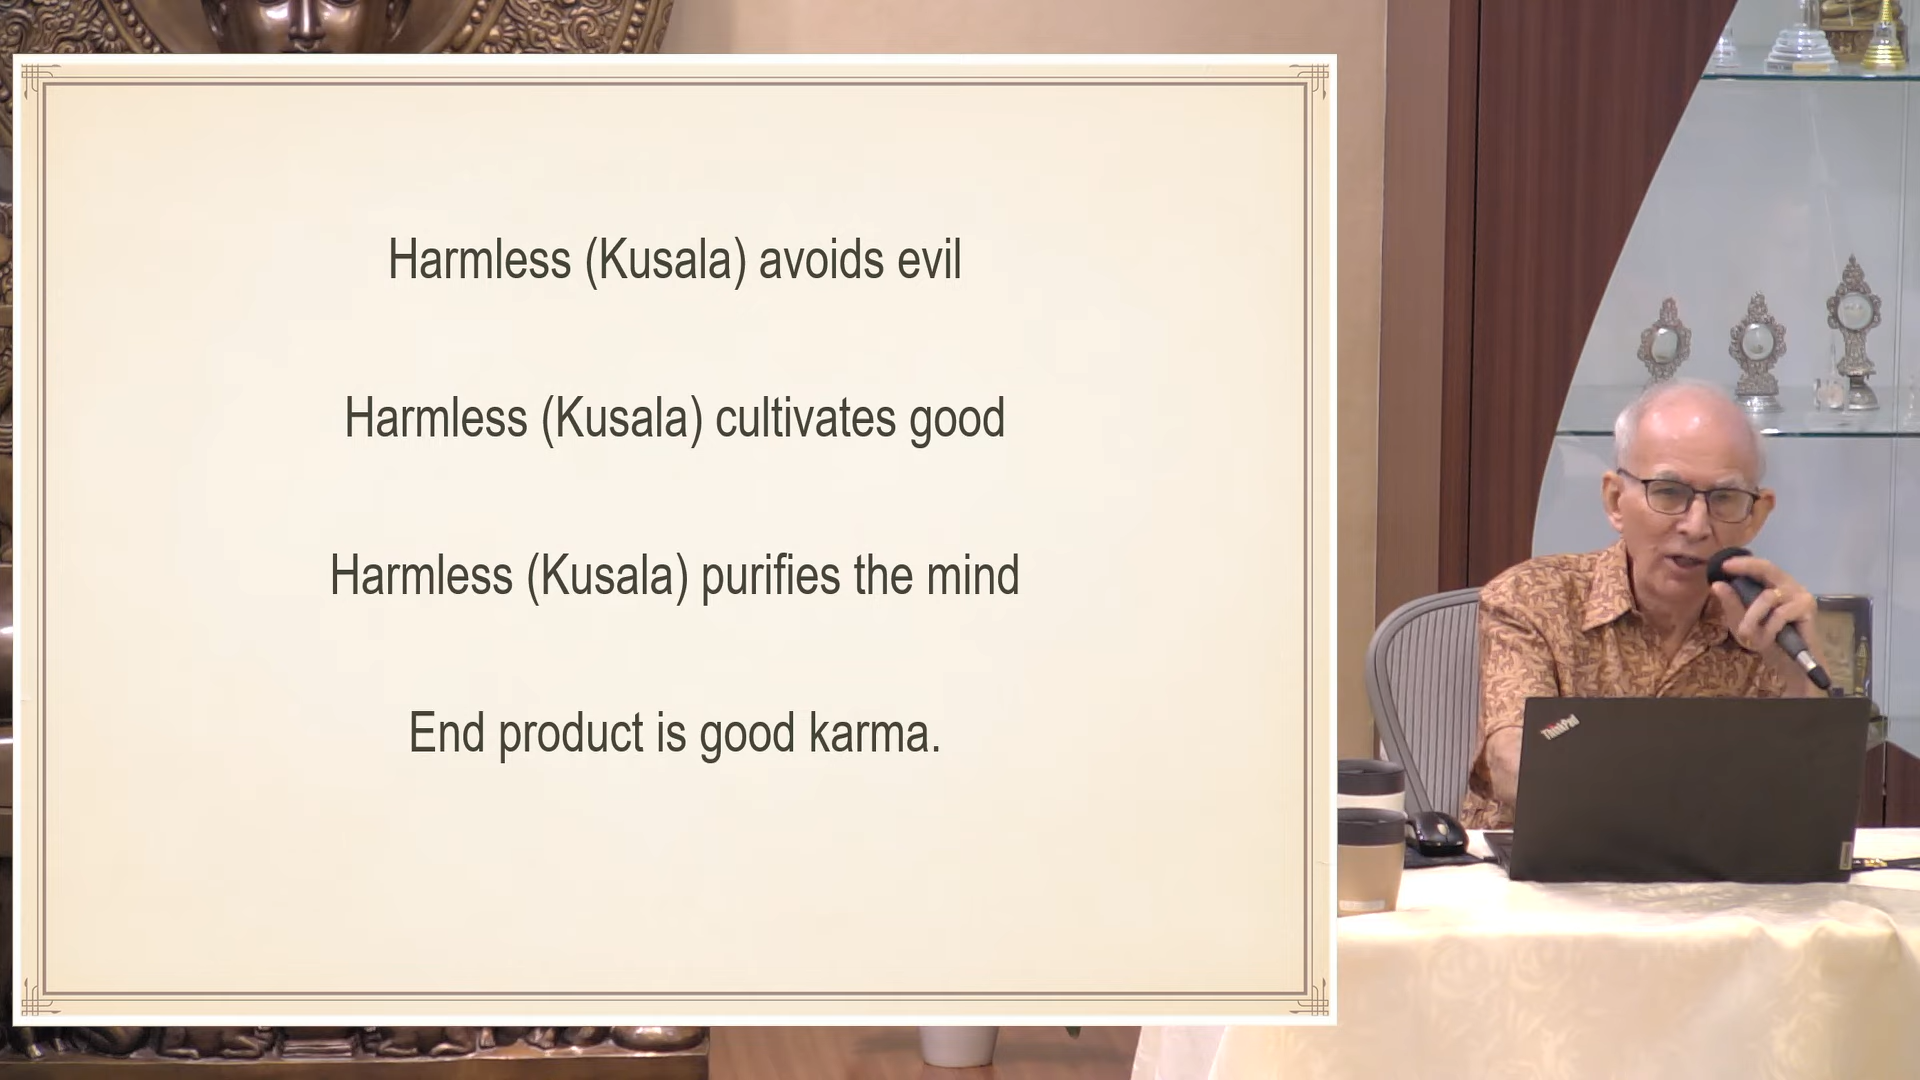 Harmless (Kusala) avoids evil
Harmless (Kusala) cultivates good
Harmless (Kusala) purifies the mind
End product is good karma.
ThinkPad